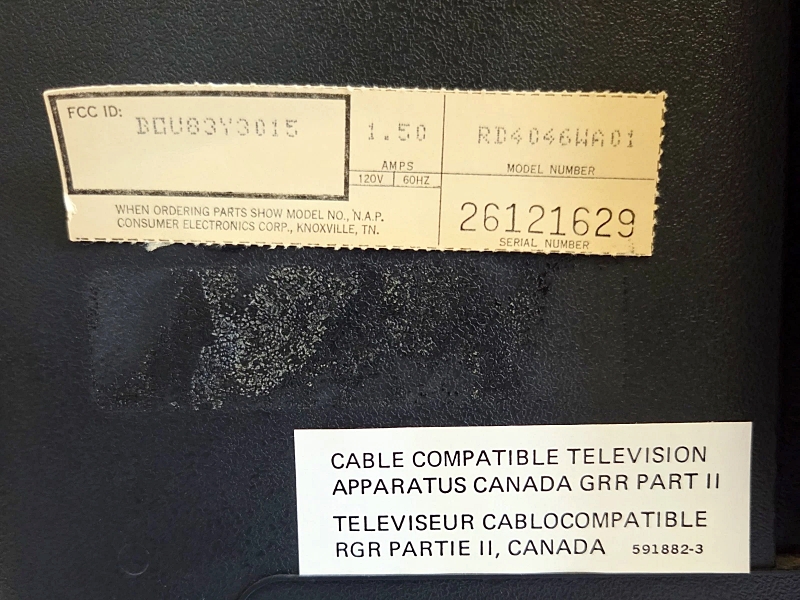 FCC ID:
BOU83Y3015
1.50
AMPS
120V 60HZ
RD4046WA01
MODEL NUMBER
WHEN ORDERING PARTS SHOW MODEL NO., N.A.P.
CONSUMER ELECTRONICS CORP., KNOXVILLE, TN.
26121629
SERIAL NUMBER
CABLE COMPATIBLE TELEVISION
APPARATUS CANADA GRR PART II
TELEVISEUR CABLOCOMPATIBLE
RGR PARTIE II, CANADA 591882-3